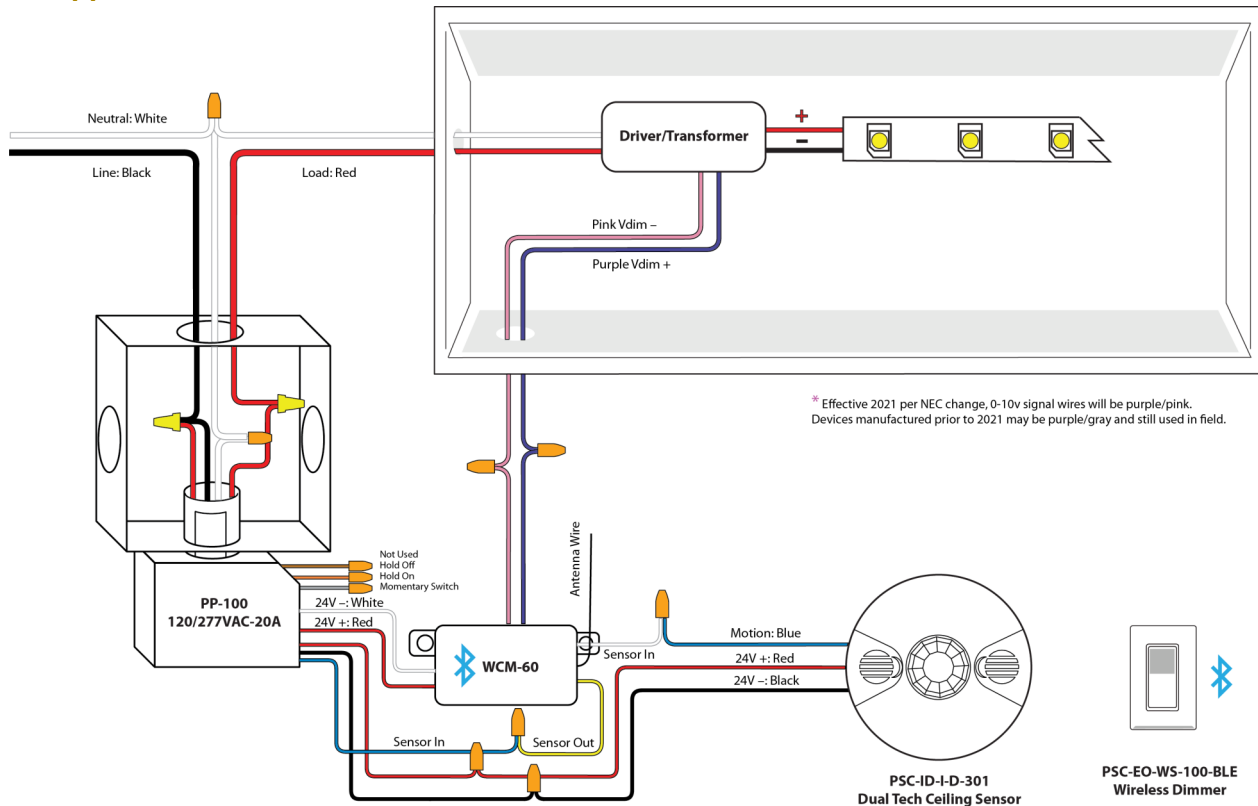 Neutral: White
Line: Black
Load: Red
Driver/Transformer
+
–
Pink Vdim –
Purple Vdim +
* Effective 2021 per NEC change, 0-10v signal wires will be purple/pink.
Devices manufactured prior to 2021 may be purple/gray and still used in field.
Antenna Wire
Not Used
Hold Off
Hold On
Momentary Switch
PP-100
120/277VAC-20A
24V –: White
24V +: Red
WCM-60
Sensor In
Motion: Blue
24V +: Red
24V –: Black
Sensor In
Sensor Out
PSC-ID-I-D-301
Dual Tech Ceiling Sensor
PSC-EO-WS-100-BLE
Wireless Dimmer